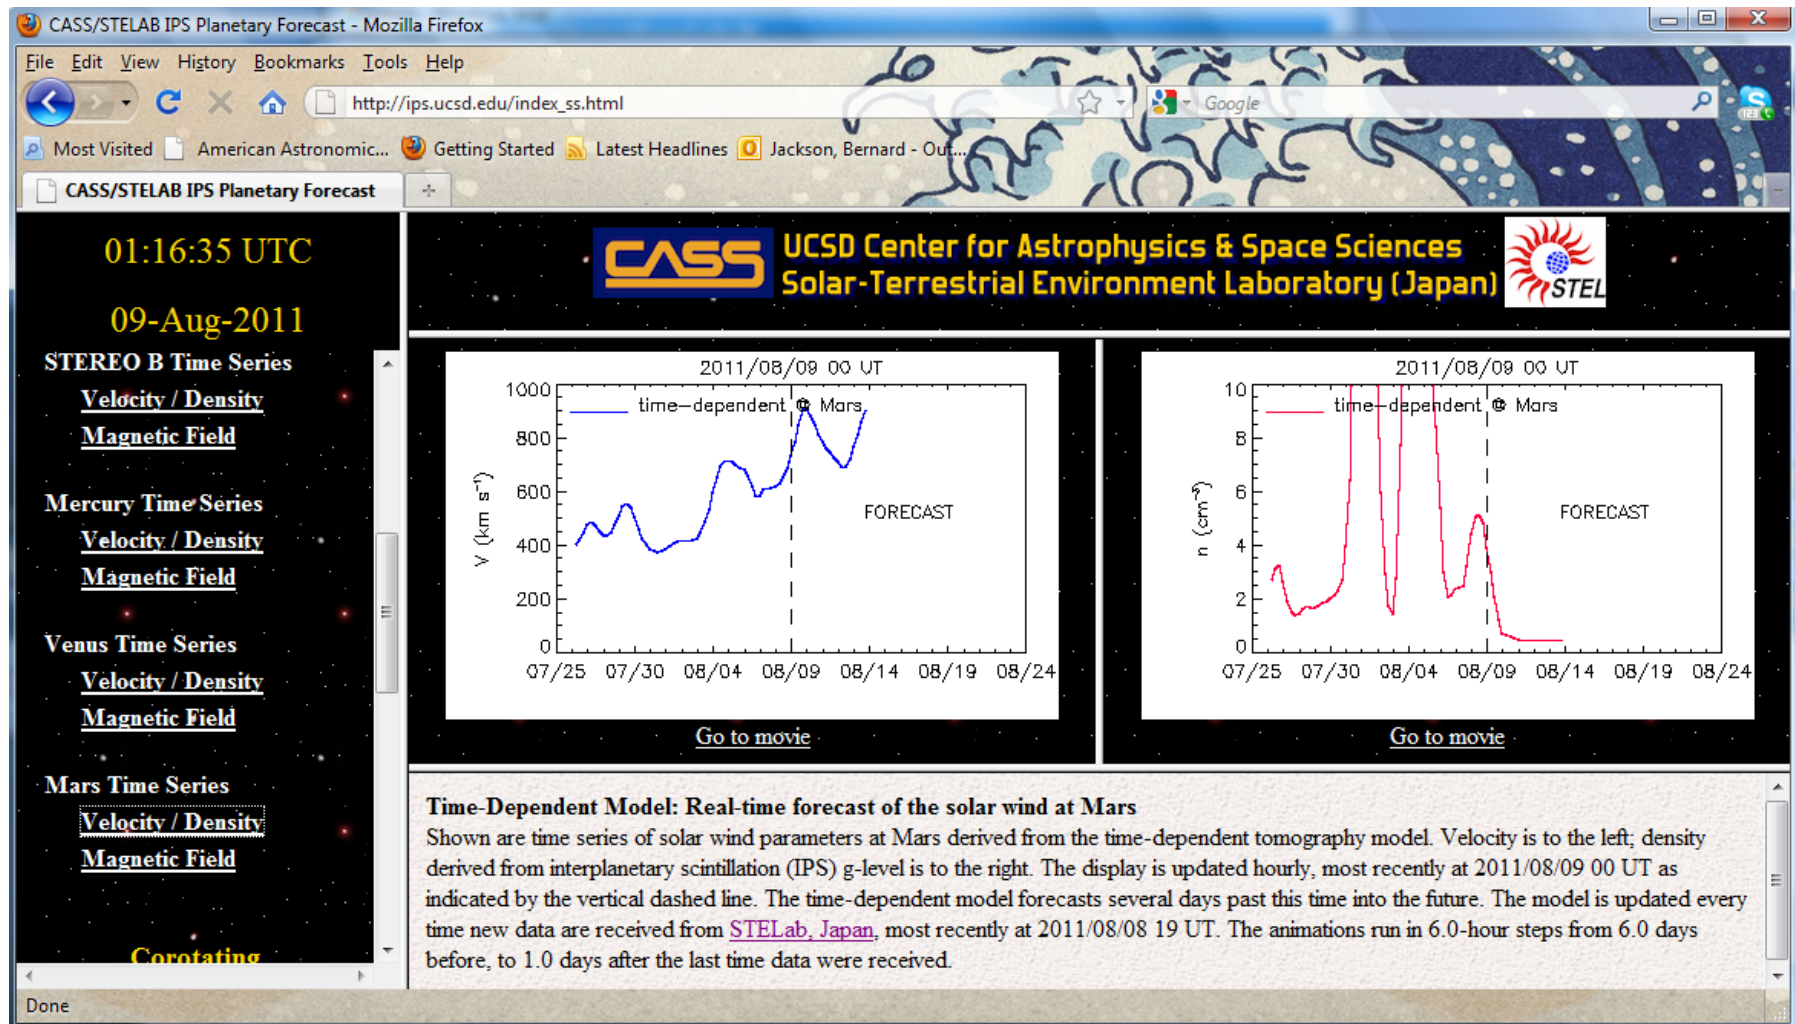 CASS/STELAB IPS Planetary Forecast - Mozilla Firefox
File Edit View History Bookmarks Tools Help
http://ips.ucsd.edu/index_ss.html
Google
Most Visited American Astronomic... Getting Started Latest Headlines Jackson, Bernard - Out...
CASS/STELAB IPS Planetary Forecast
01:16:35 UTC
09-Aug-2011
STEREO B Time Series
Velocity / Density
Magnetic Field
Mercury Time Series
Velocity / Density
Magnetic Field
Venus Time Series
Velocity / Density
Magnetic Field
Mars Time Series
Velocity / Density
Magnetic Field
Corotating
CASS
UCSD Center for Astrophysics & Space Sciences
Solar-Terrestrial Environment Laboratory (Japan)
STEL
2011/08/09 00 UT
time-dependent @ Mars
V (km s⁻¹)
1000
800
600
400
200
0
FORECAST
07/25 07/30 08/04 08/09 08/14 08/19 08/24
Go to movie
2011/08/09 00 UT
time-dependent @ Mars
n (cm⁻³)
10
8
6
4
2
0
FORECAST
07/25 07/30 08/04 08/09 08/14 08/19 08/24
Go to movie
Time-Dependent Model: Real-time forecast of the solar wind at Mars
Shown are time series of solar wind parameters at Mars derived from the time-dependent tomography model. Velocity is to the left; density
derived from interplanetary scintillation (IPS) g-level is to the right. The display is updated hourly, most recently at 2011/08/09 00 UT as
indicated by the vertical dashed line. The time-dependent model forecasts several days past this time into the future. The model is updated every
time new data are received from STELab, Japan, most recently at 2011/08/08 19 UT. The animations run in 6.0-hour steps from 6.0 days
before, to 1.0 days after the last time data were received.
Done